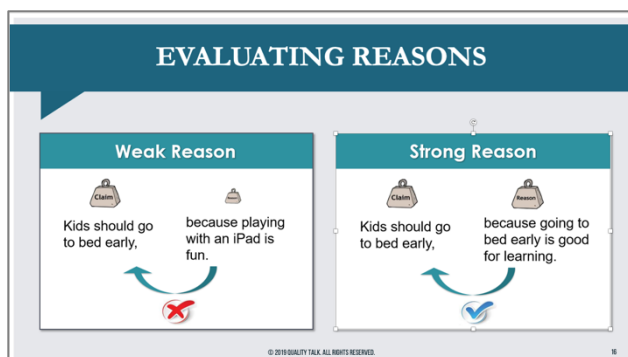 EVALUATING REASONS
Weak Reason
Claim
Kids should go
to bed early,
because playing
with an iPad is
fun.
Strong Reason
Claim
Reason
Kids should go
to bed early,
because going to
bed early is good
for learning.
© 2019 QUALITY TALK. ALL RIGHTS RESERVED.
16